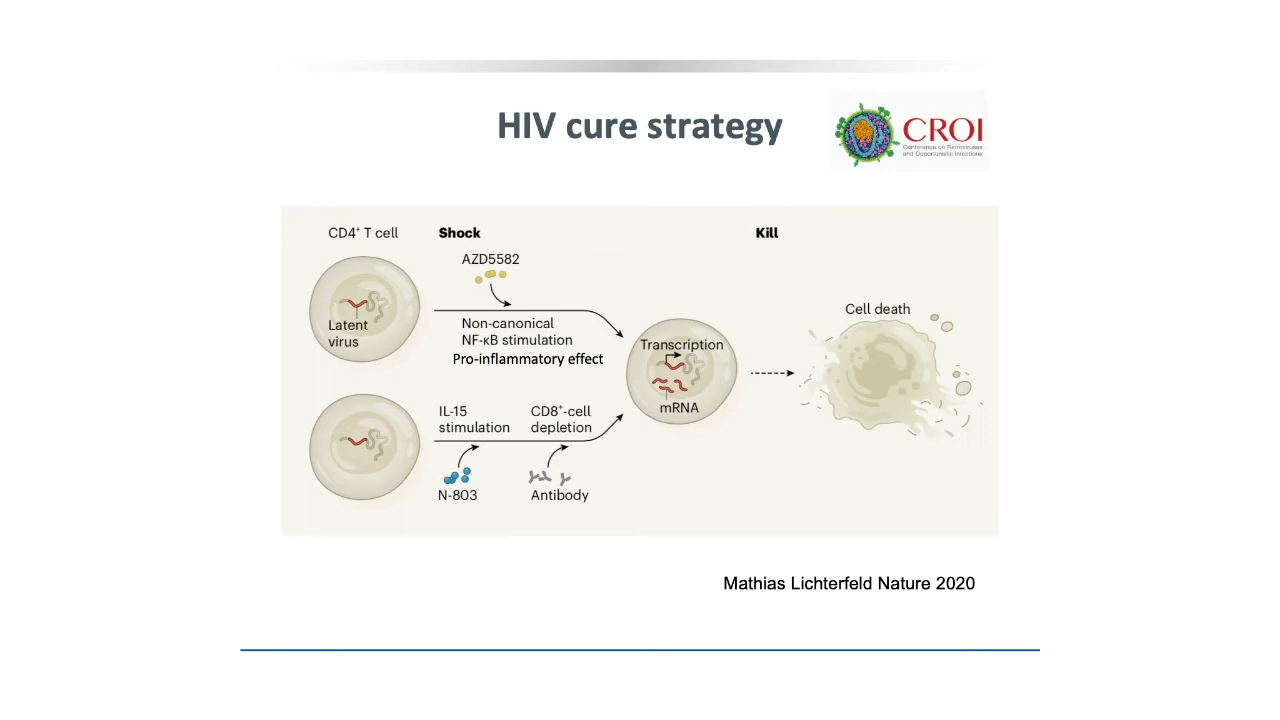 HIV cure strategy
CROI
Conference on Retroviruses
and Opportunistic Infections
CD4⁺ T cell
Shock
Kill
AZD5582
Latent
virus
Non-canonical
NF-κB stimulation
Pro-inflammatory effect
Transcription
mRNA
Cell death
IL-15
stimulation
CD8⁺-cell
depletion
N-803
Antibody
Mathias Lichterfeld Nature 2020